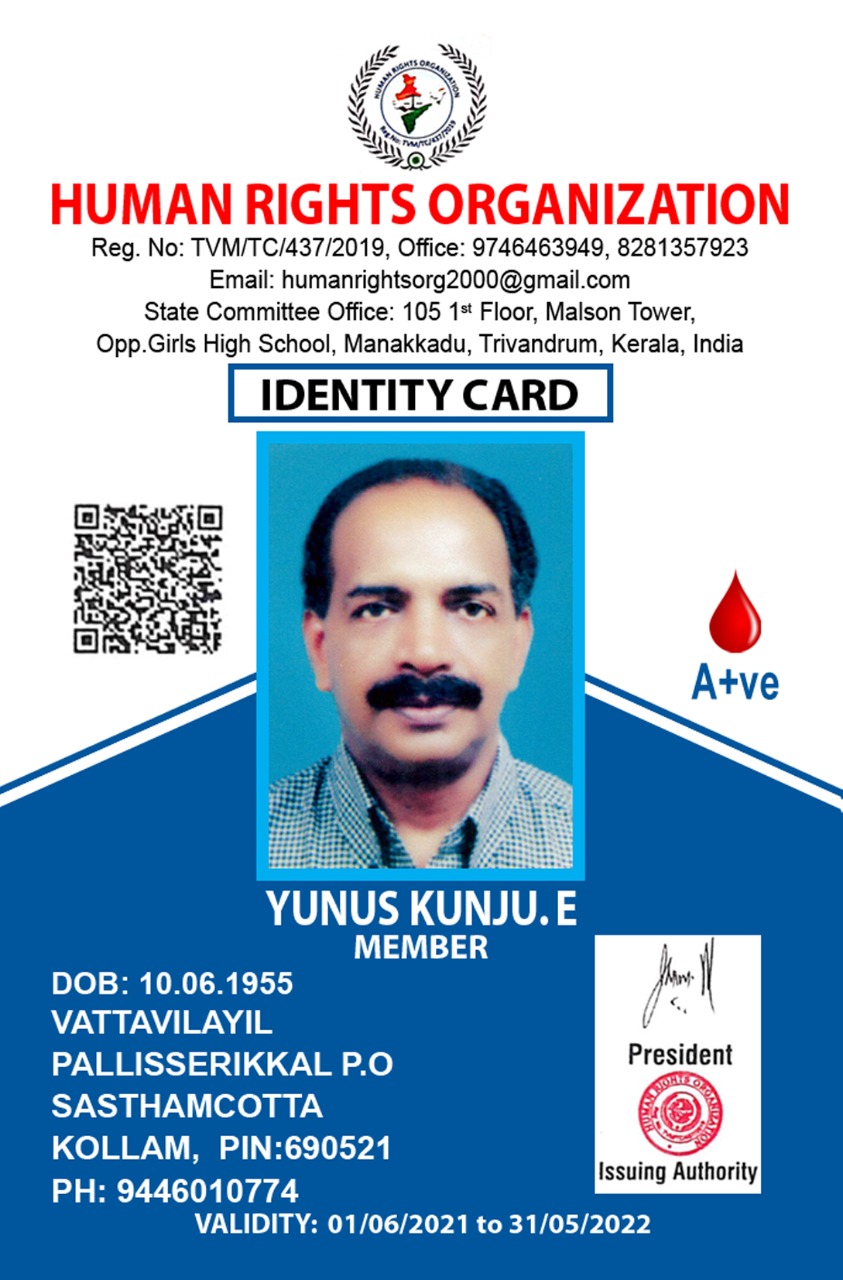 HUMAN RIGHTS ORGANIZATION
Reg No: TVM/TC/437/2019
HUMAN RIGHTS ORGANIZATION
Reg. No: TVM/TC/437/2019, Office: 9746463949, 8281357923
Email: humanrightsorg2000@gmail.com
State Committee Office: 105 1st Floor, Malson Tower,
Opp.Girls High School, Manakkadu, Trivandrum, Kerala, India
IDENTITY CARD
A+ve
YUNUS KUNJU. E
MEMBER
DOB: 10.06.1955
VATTAVILAYIL
PALLISSERIKKAL P.O
SASTHAMCOTTA
KOLLAM, PIN:690521
PH: 9446010774
President
HUMAN RIGHTS ORGANIZATION
Issuing Authority
VALIDITY: 01/06/2021 to 31/05/2022